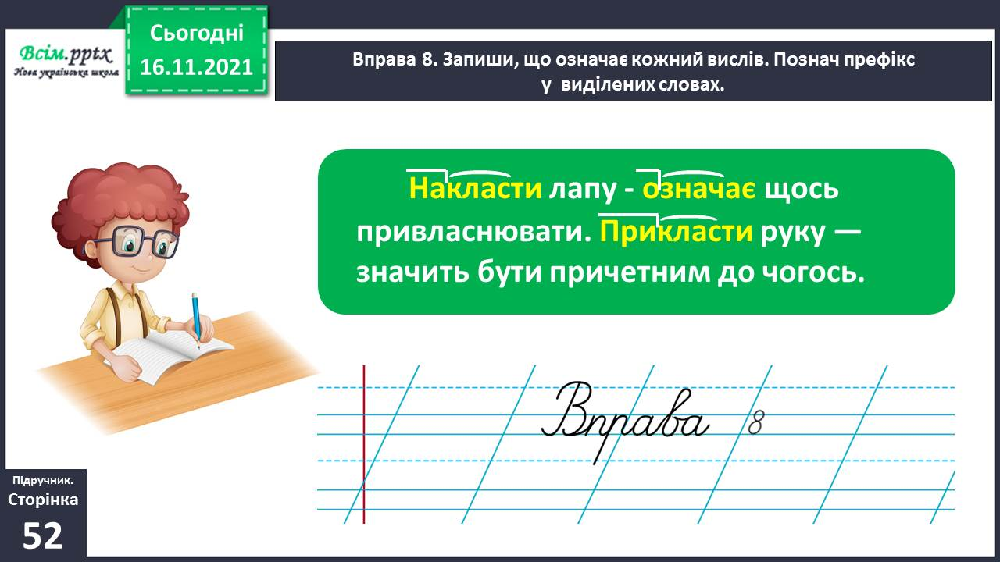 Всім.pptx
Нова українська школа
Сьогодні
16.11.2021
Вправа 8. Запиши, що означає кожний вислів. Познач префікс
у виділених словах.
Накласти лапу - означає щось
привласнювати. Прикласти руку —
значить бути причетним до чогось.
Вправа 8
Підручник.
Сторінка
52